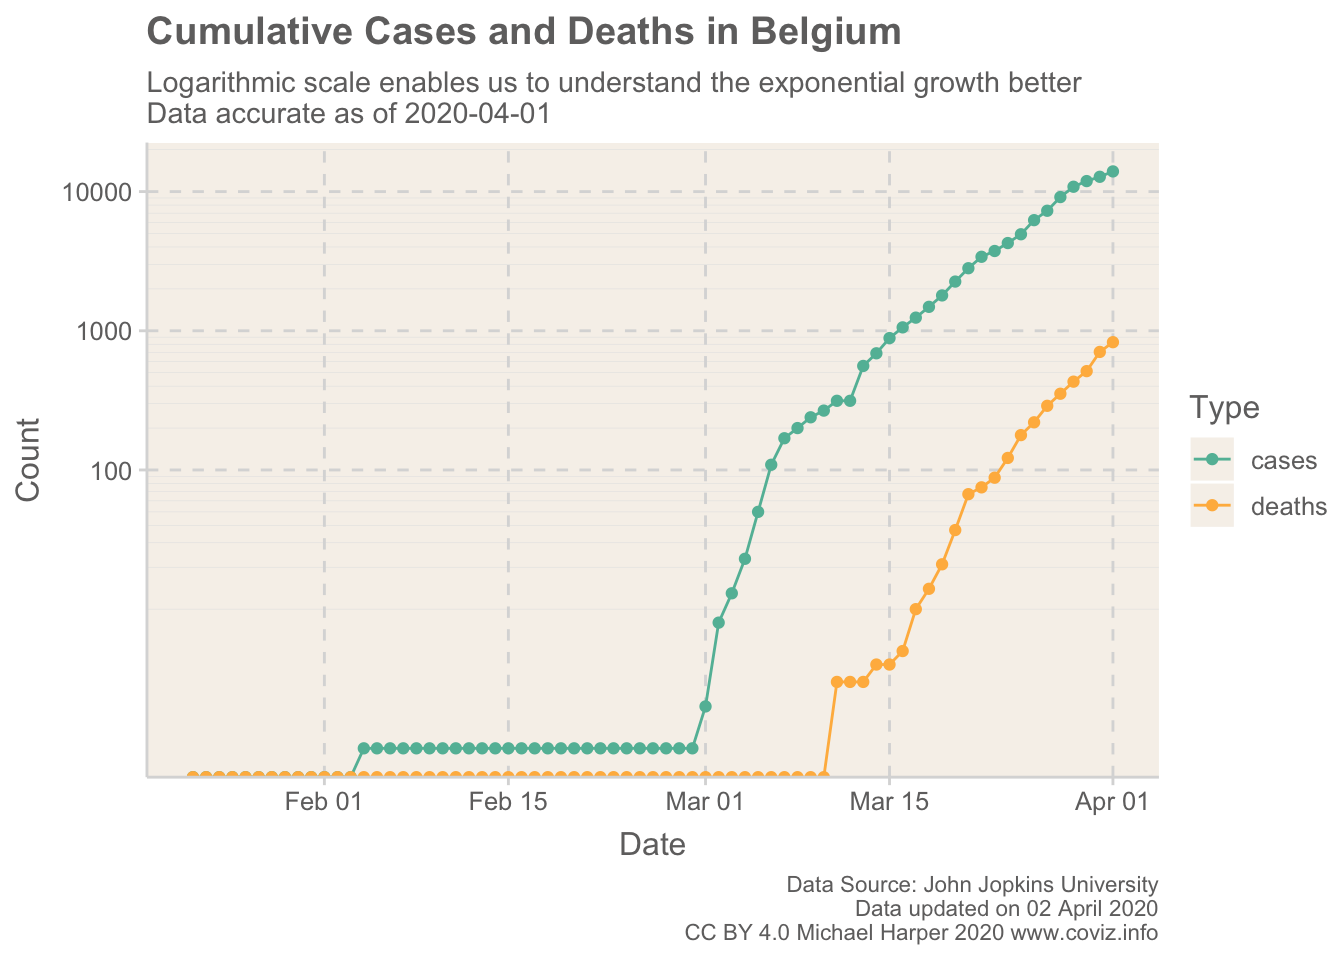 Cumulative Cases and Deaths in Belgium
Logarithmic scale enables us to understand the exponential growth better
Data accurate as of 2020-04-01
10000
1000
100
Count
Feb 01
Feb 15
Mar 01
Mar 15
Apr 01
Date
Type
cases
deaths
Data Source: John Jopkins University
Data updated on 02 April 2020
CC BY 4.0 Michael Harper 2020 www.coviz.info